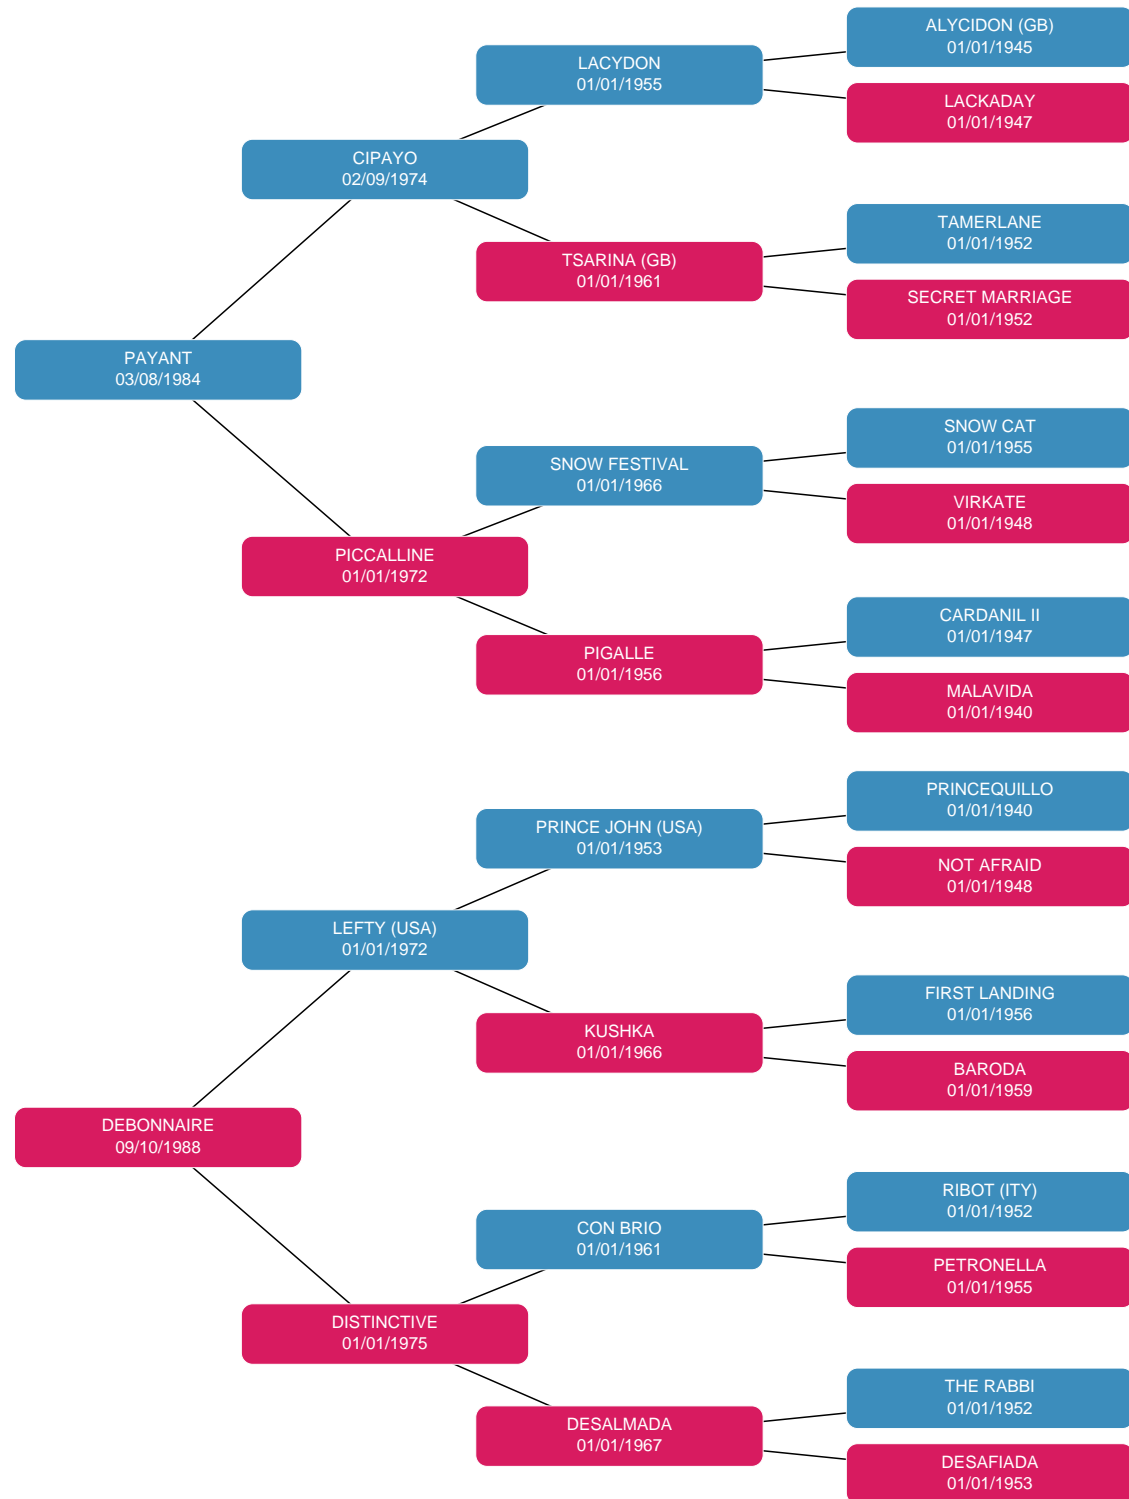 ALYCIDON (GB)
01/01/1945
LACYDON
01/01/1955
LACKADAY
01/01/1947
CIPAYO
02/09/1974
TAMERLANE
01/01/1952
TSARINA (GB)
01/01/1961
SECRET MARRIAGE
01/01/1952
PAYANT
03/08/1984
SNOW CAT
01/01/1955
SNOW FESTIVAL
01/01/1966
VIRKATE
01/01/1948
PICCALLINE
01/01/1972
CARDANIL II
01/01/1947
PIGALLE
01/01/1956
MALAVIDA
01/01/1940
PRINCEQUILLO
01/01/1940
PRINCE JOHN (USA)
01/01/1953
NOT AFRAID
01/01/1948
LEFTY (USA)
01/01/1972
FIRST LANDING
01/01/1956
KUSHKA
01/01/1966
BARODA
01/01/1959
DEBONNAIRE
09/10/1988
RIBOT (ITY)
01/01/1952
CON BRIO
01/01/1961
PETRONELLA
01/01/1955
DISTINCTIVE
01/01/1975
THE RABBI
01/01/1952
DESALMADA
01/01/1967
DESAFIADA
01/01/1953